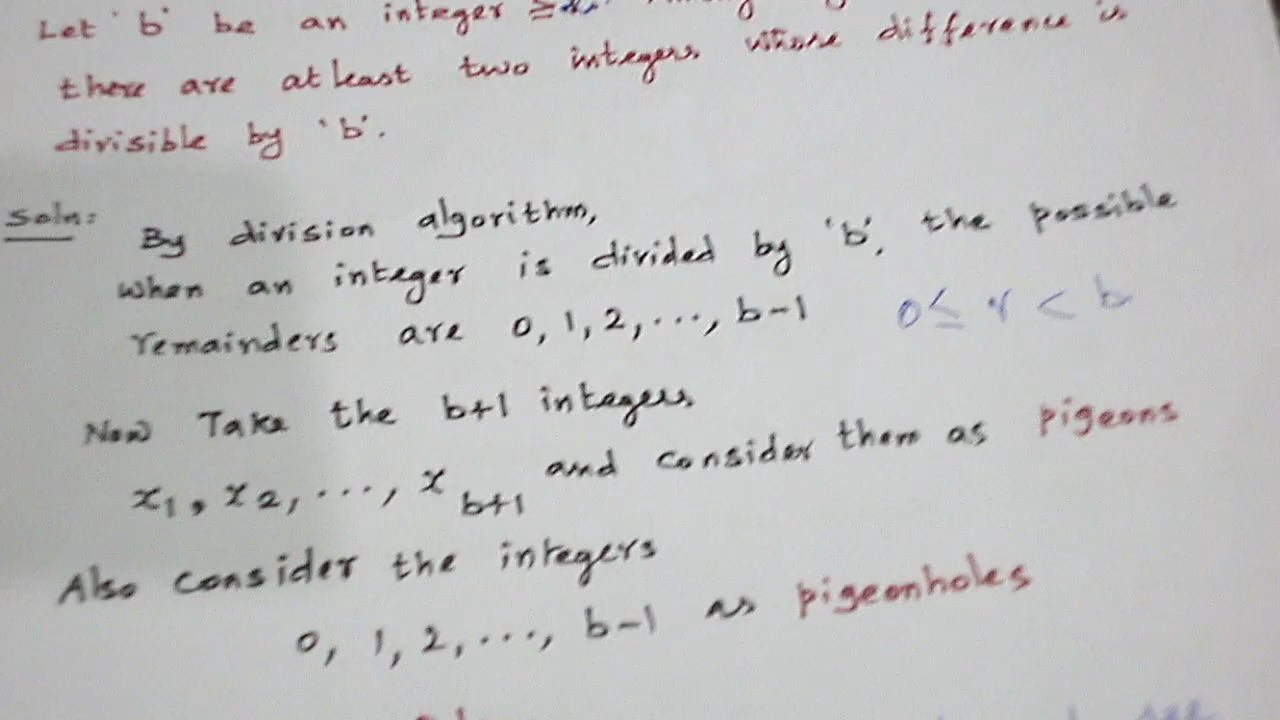 Let 'b' be an integer ≥
there are at least two integers whose difference is
divisible by 'b'.
Soln:
By division algorithm,
when an integer is divided by 'b', the possible
remainders are 0, 1, 2, ..., b-1 0 ≤ r < b
Now Take the b+1 integers
x₁, x₂, ..., x b+1 and consider them as pigeons
Also consider the integers
0, 1, 2, ..., b-1 as pigeonholes